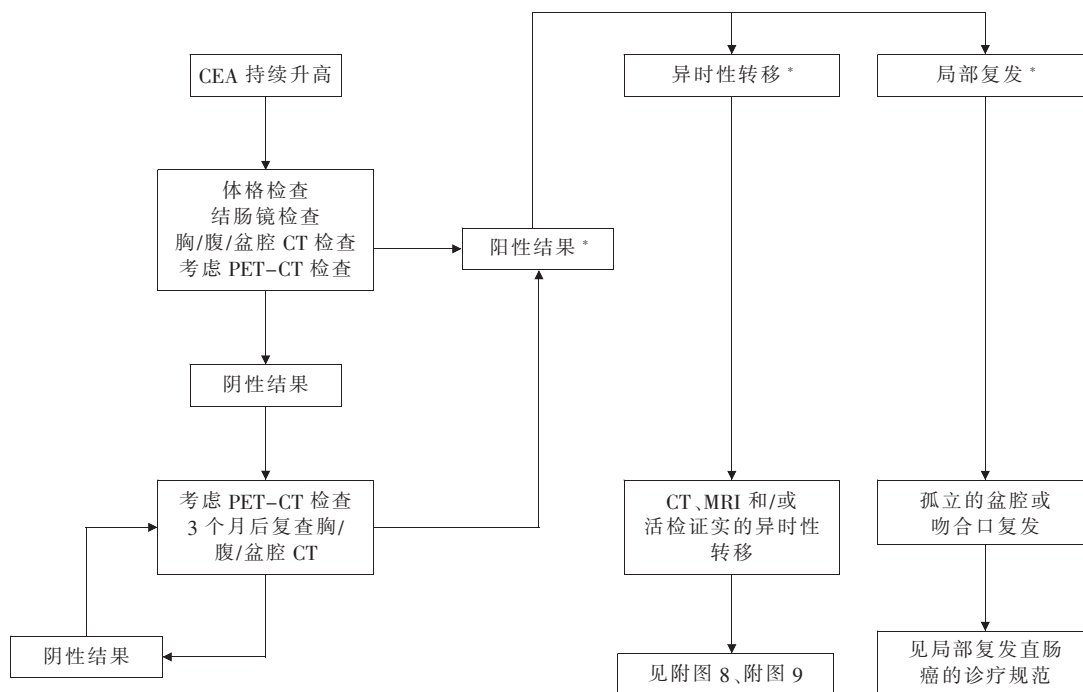 CEA 持续升高
异时性转移 *
局部复发 *
体格检查
结肠镜检查
胸/腹/盆腔 CT 检查
考虑 PET-CT 检查
阳性结果 *
阴性结果
考虑 PET-CT 检查
3 个月后复查胸/
腹/盆腔 CT
CT、MRI 和/或
活检证实的异时性
转移
孤立的盆腔或
吻合口复发
阴性结果
见附图 8、附图 9
见局部复发直肠
癌的诊疗规范